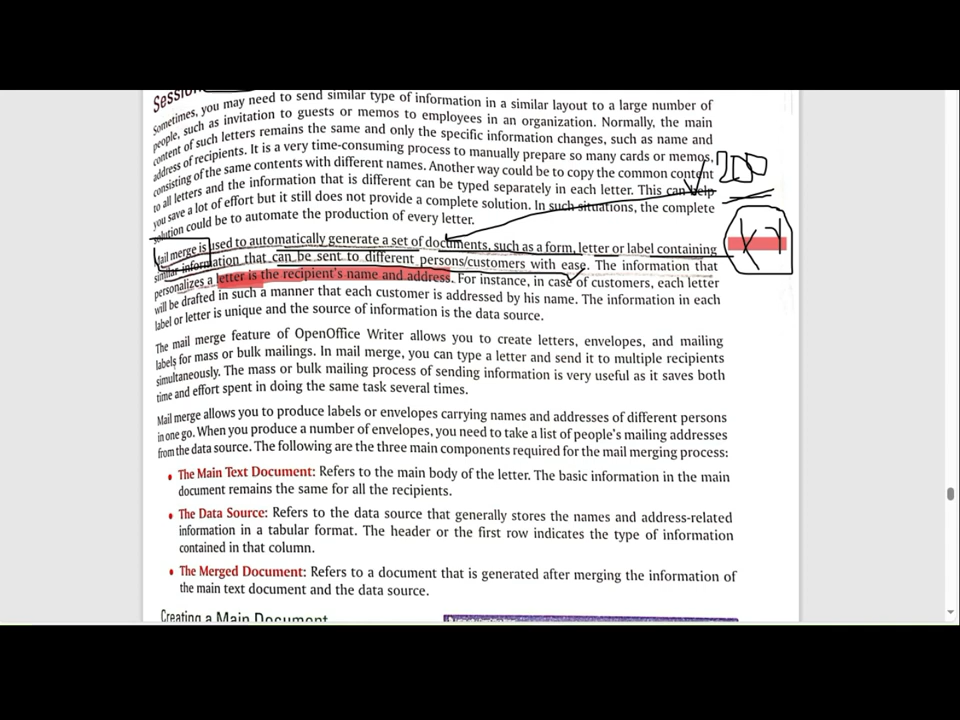 Session
Sometimes, you may need to send similar type of information in a similar layout to a large number of
people, such as invitation to guests or memos to employees in an organization. Normally, the main
content of such letters remains the same and only the specific information changes, such as name and
address of recipients. It is a very time-consuming process to manually prepare so many cards or memos,
consisting of the same contents with different names. Another way could be to copy the common content
200
to all letters and the information that is different can be typed separately in each letter. This can help
you save a lot of effort but it still does not provide a complete solution. In such situations, the complete
solution could be to automate the production of every letter.
Mail merge is used to automatically generate a set of documents, such as a form, letter or label containing
similar information that can be sent to different persons/customers with ease. The information that
personalizes a letter is the recipient's name and address. For instance, in case of customers, each letter
will be drafted in such a manner that each customer is addressed by his name. The information in each
label or letter is unique and the source of information is the data source.
The mail merge feature of OpenOffice Writer allows you to create letters, envelopes, and mailing
labels for mass or bulk mailings. In mail merge, you can type a letter and send it to multiple recipients
simultaneously. The mass or bulk mailing process of sending information is very useful as it saves both
time and effort spent in doing the same task several times.
Mail merge allows you to produce labels or envelopes carrying names and addresses of different persons
in one go. When you produce a number of envelopes, you need to take a list of people's mailing addresses
from the data source. The following are the three main components required for the mail merging process:
• The Main Text Document: Refers to the main body of the letter. The basic information in the main
document remains the same for all the recipients.
• The Data Source: Refers to the data source that generally stores the names and address-related
information in a tabular format. The header or the first row indicates the type of information
contained in that column.
• The Merged Document: Refers to a document that is generated after merging the information of
the main text document and the data source.
Creating a Main Document